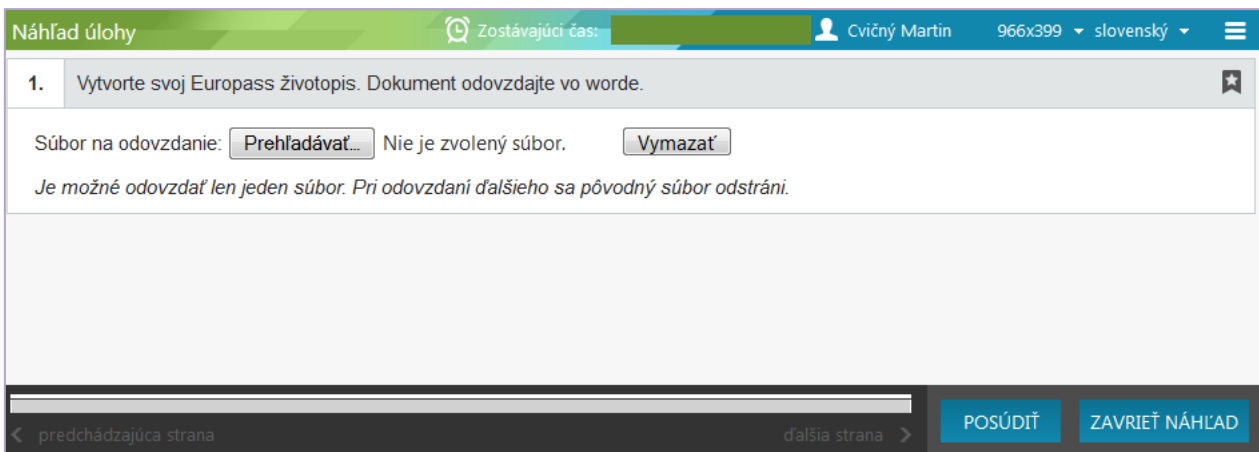 Náhľad úlohy Zostávajúci čas: Cvičný Martin 966x399 slovenský
1. Vytvorte svoj Europass životopis. Dokument odovzdajte vo worde.
Súbor na odovzdanie: Prehľadávať... Nie je zvolený súbor. Vymazať
Je možné odovzdať len jeden súbor. Pri odovzdaní ďalšieho sa pôvodný súbor odstráni.
predchádzajúca strana ďalšia strana POSÚDIŤ ZAVRIEŤ NÁHĽAD